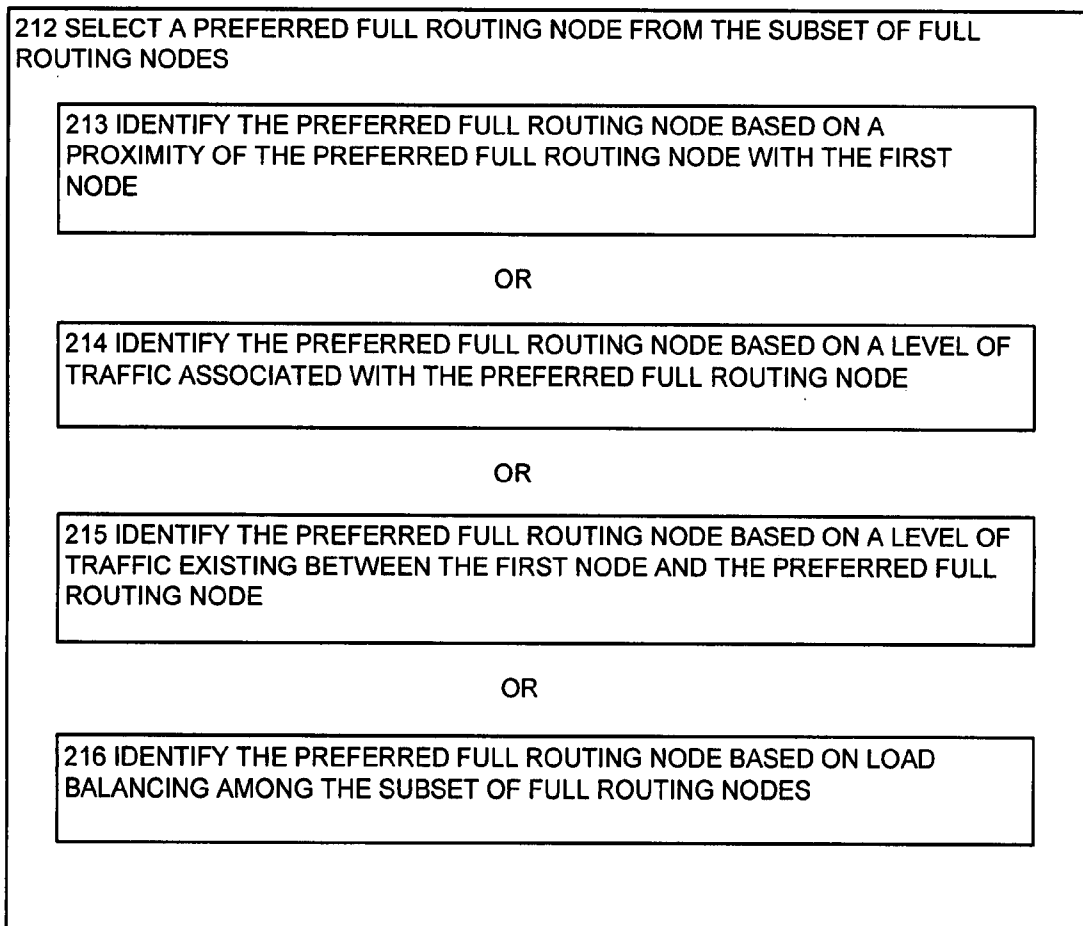 212 SELECT A PREFERRED FULL ROUTING NODE FROM THE SUBSET OF FULL
ROUTING NODES
213 IDENTIFY THE PREFERRED FULL ROUTING NODE BASED ON A
PROXIMITY OF THE PREFERRED FULL ROUTING NODE WITH THE FIRST
NODE
OR
214 IDENTIFY THE PREFERRED FULL ROUTING NODE BASED ON A LEVEL OF
TRAFFIC ASSOCIATED WITH THE PREFERRED FULL ROUTING NODE
OR
215 IDENTIFY THE PREFERRED FULL ROUTING NODE BASED ON A LEVEL OF
TRAFFIC EXISTING BETWEEN THE FIRST NODE AND THE PREFERRED FULL
ROUTING NODE
OR
216 IDENTIFY THE PREFERRED FULL ROUTING NODE BASED ON LOAD
BALANCING AMONG THE SUBSET OF FULL ROUTING NODES